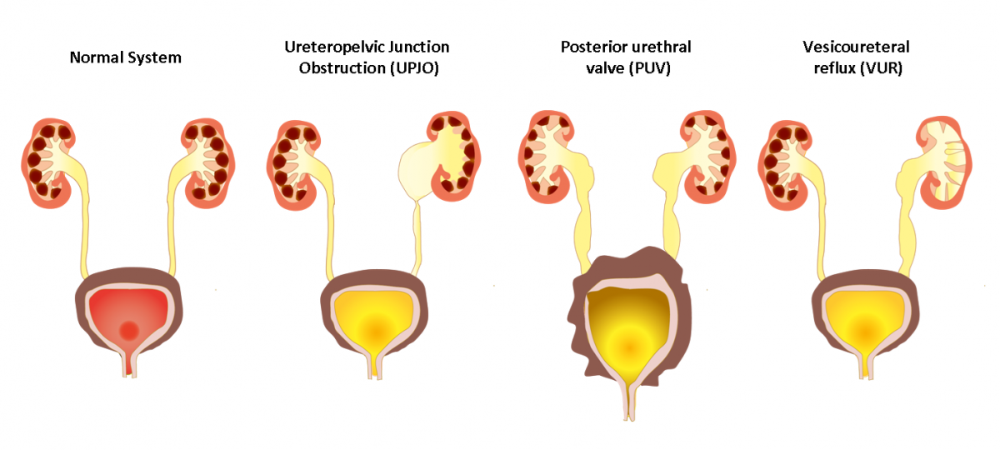 Normal System
Ureteropelvic Junction
Obstruction (UPJO)
Posterior urethral
valve (PUV)
Vesicoureteral
reflux (VUR)